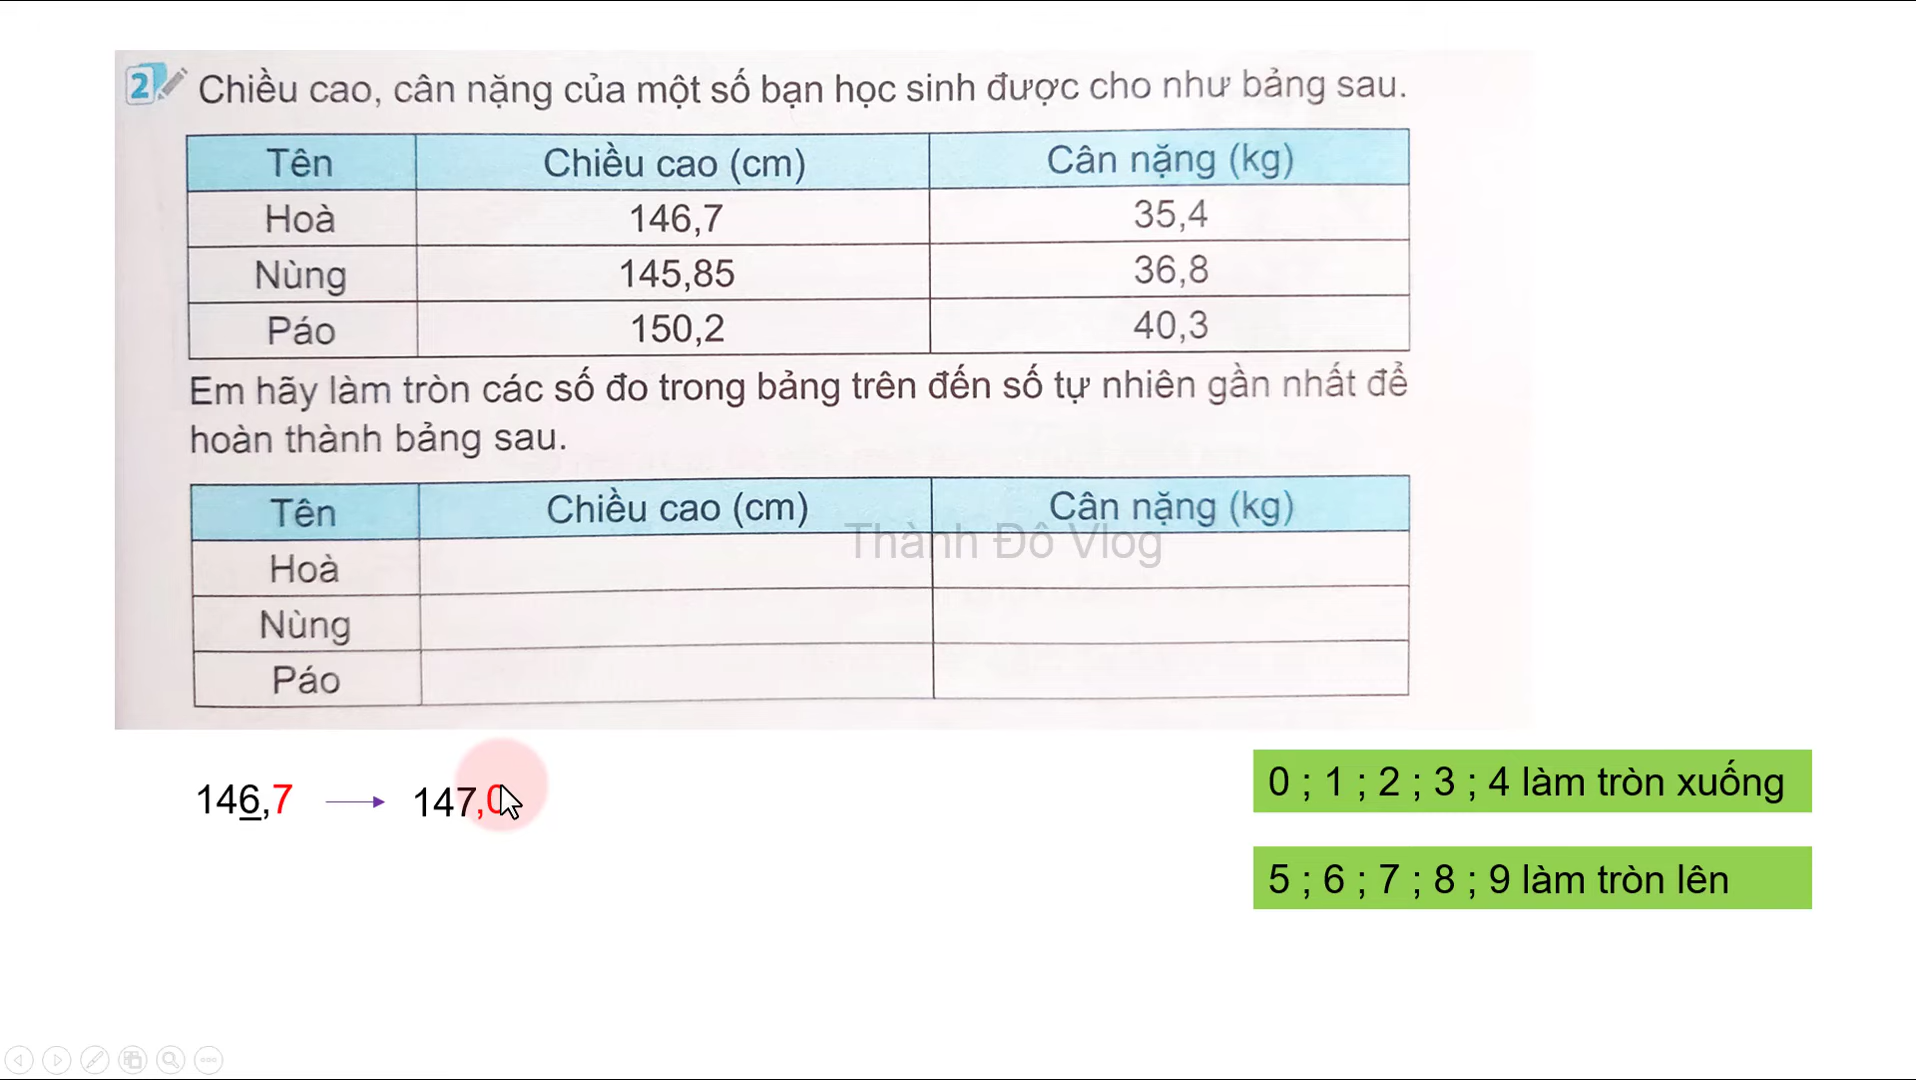 2 Chiều cao, cân nặng của một số bạn học sinh được cho như bảng sau.
Tên Chiều cao (cm) Cân nặng (kg)
Hoà 146,7 35,4
Nùng 145,85 36,8
Páo 150,2 40,3
Em hãy làm tròn các số đo trong bảng trên đến số tự nhiên gần nhất để
hoàn thành bảng sau.
Tên Chiều cao (cm) Cân nặng (kg)
Thành Đô Vlog
Hoà
Nùng
Páo
146,7 147,0
0 ; 1 ; 2 ; 3 ; 4 làm tròn xuống
5 ; 6 ; 7 ; 8 ; 9 làm tròn lên